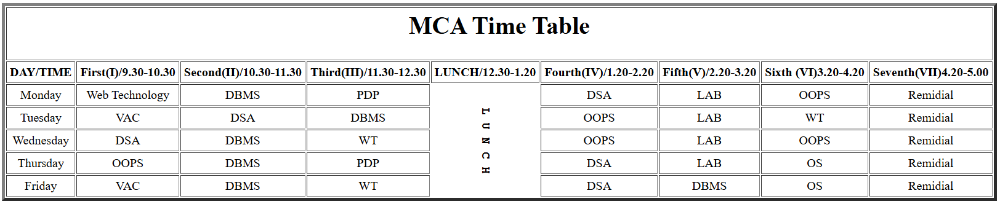 MCA Time Table
DAY/TIME First(I)/9.30-10.30 Second(II)/10.30-11.30 Third(III)/11.30-12.30 LUNCH/12.30-1.20 Fourth(IV)/1.20-2.20 Fifth(V)/2.20-3.20 Sixth (VI)3.20-4.20 Seventh(VII)4.20-5.00
Monday Web Technology DBMS PDP LUNCH DSA LAB OOPS Remidial
Tuesday VAC DSA DBMS OOPS LAB WT Remidial
Wednesday DSA DBMS WT OOPS LAB OOPS Remidial
Thursday OOPS DBMS PDP DSA LAB OS Remidial
Friday VAC DBMS WT DSA DBMS OS Remidial